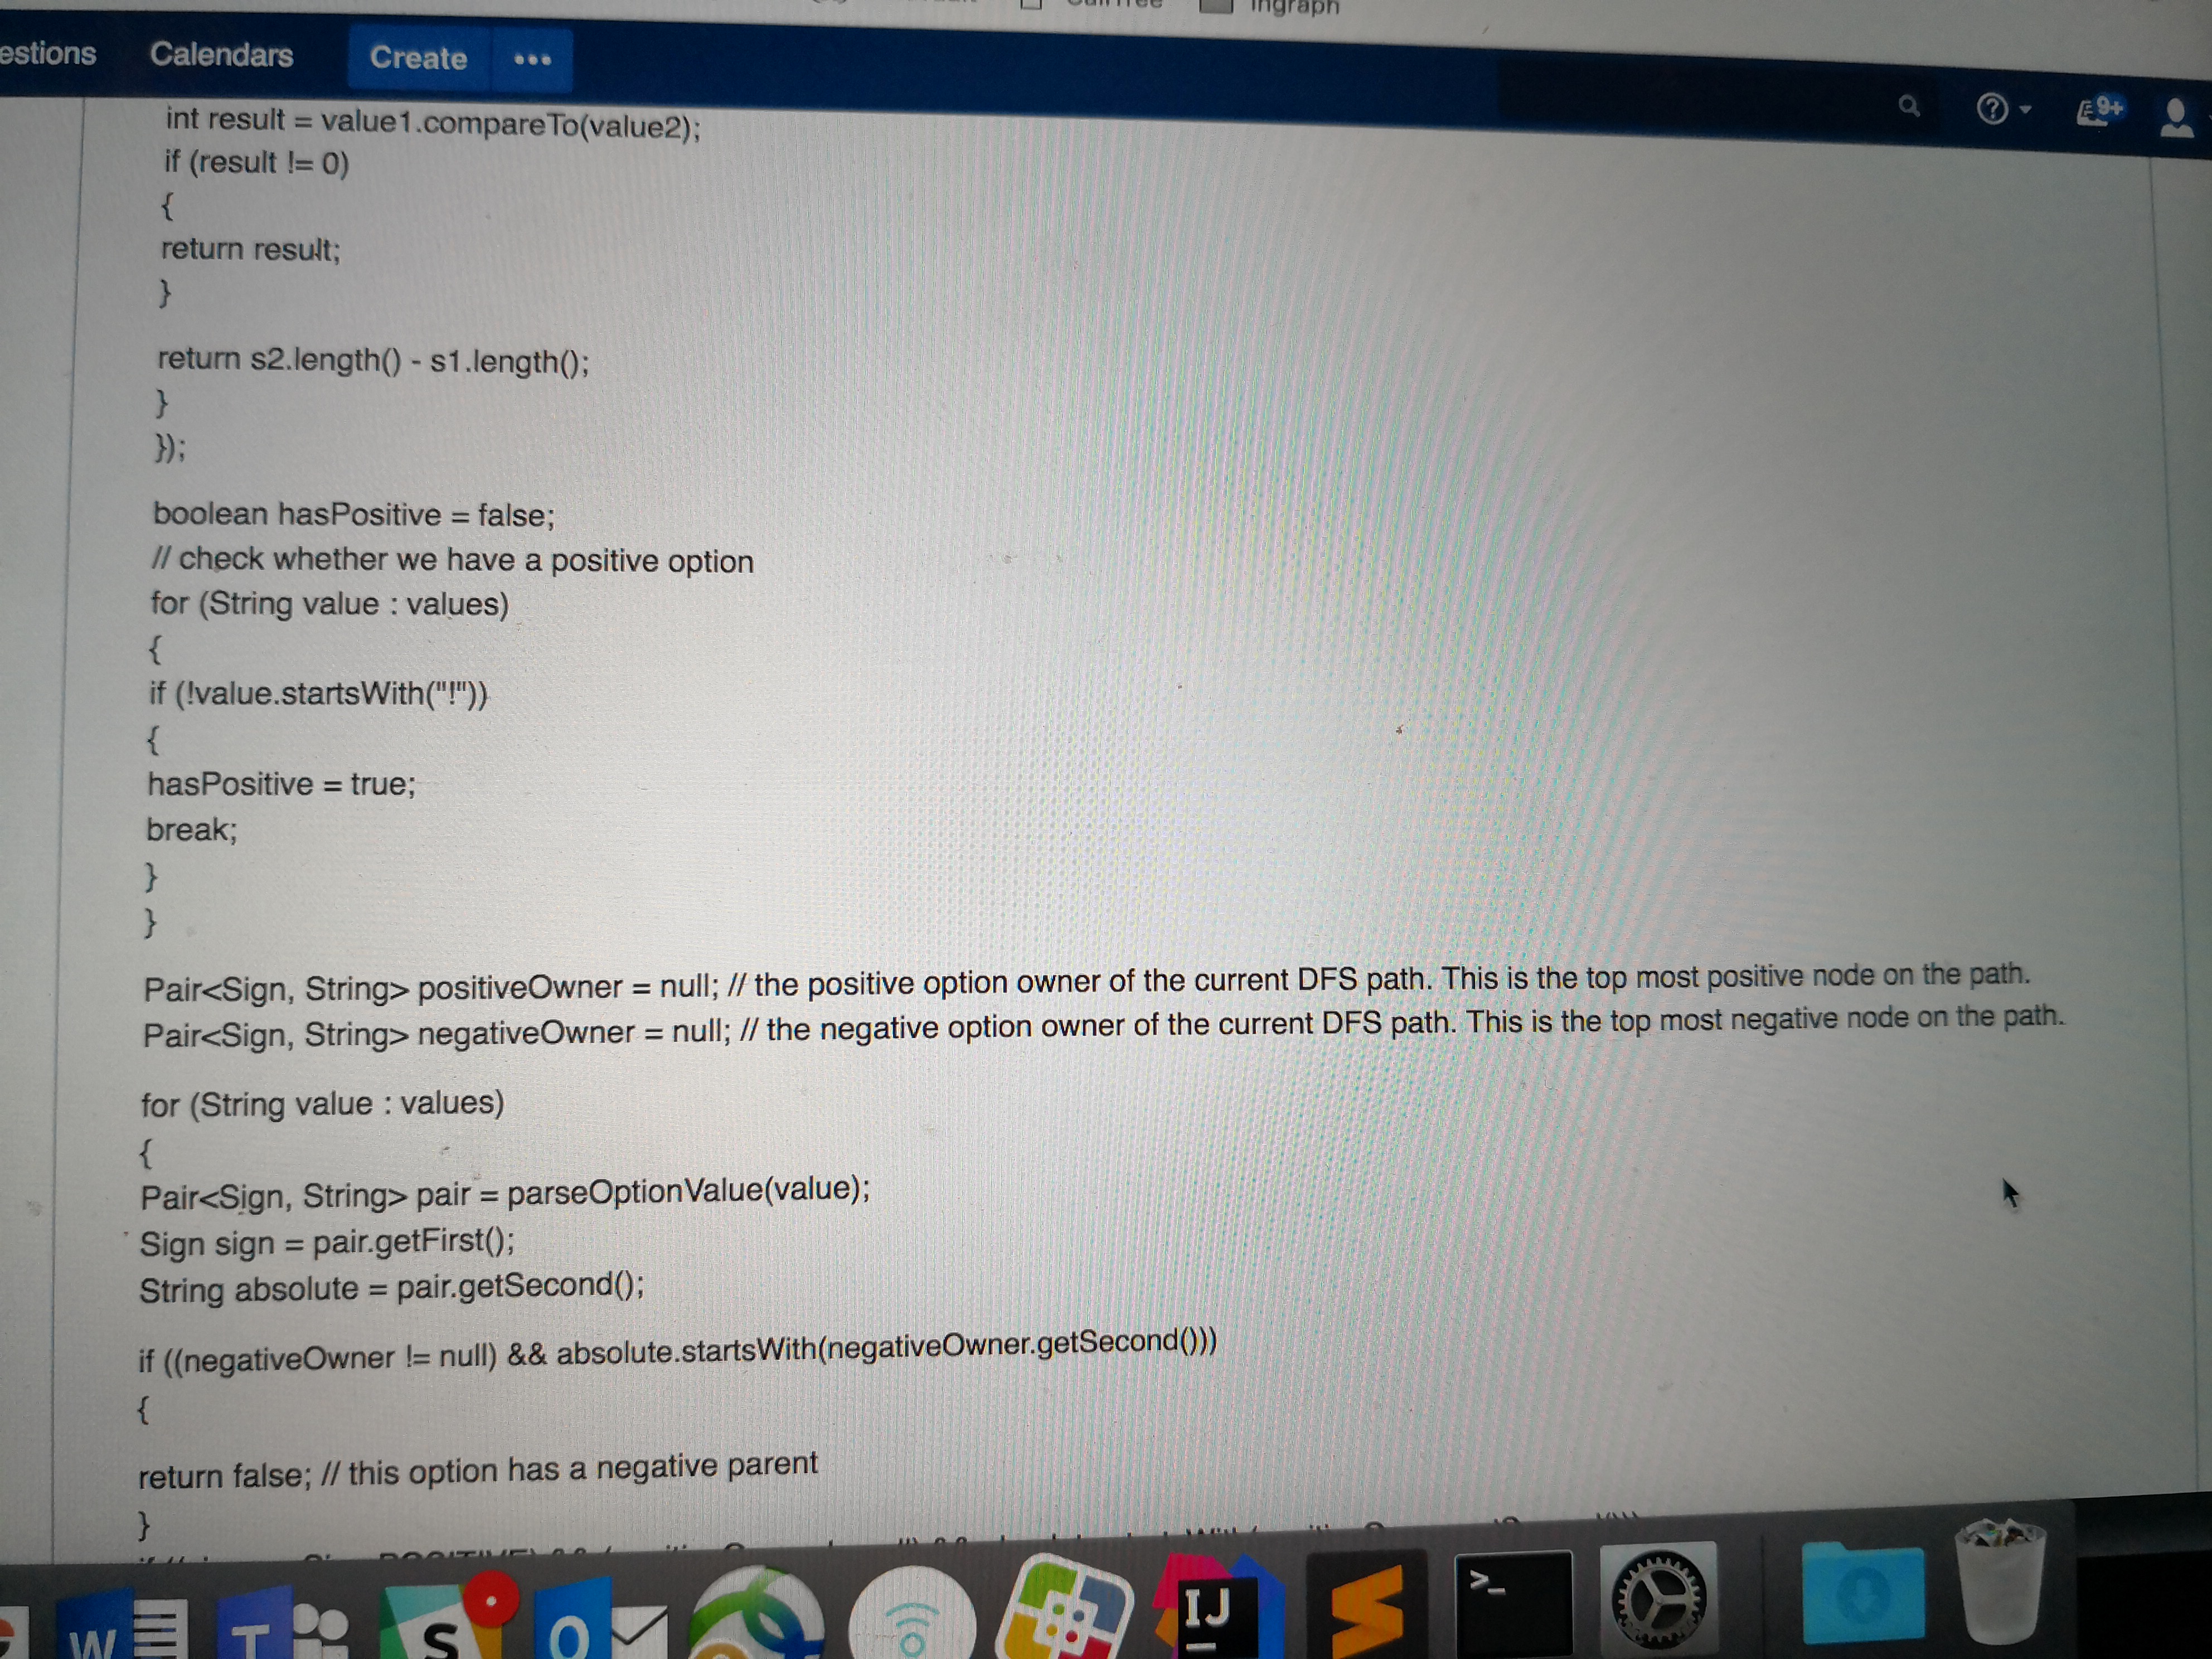 Ingraph
estions Calendars Create •••
9+
int result = value1.compareTo(value2);
if (result != 0)
{
return result;
}
return s2.length() - s1.length();
}
});
boolean hasPositive = false;
// check whether we have a positive option
for (String value : values)
{
if (!value.startsWith("!"))
{
hasPositive = true;
break;
}
}
Pair<Sign, String> positiveOwner = null; // the positive option owner of the current DFS path. This is the top most positive node on the path.
Pair<Sign, String> negativeOwner = null; // the negative option owner of the current DFS path. This is the top most negative node on the path.
for (String value : values)
{
Pair<Sign, String> pair = parseOptionValue(value);
Sign sign = pair.getFirst();
String absolute = pair.getSecond();
if ((negativeOwner != null) && absolute.startsWith(negativeOwner.getSecond()))
{
return false; // this option has a negative parent
}
W T S O IJ >_